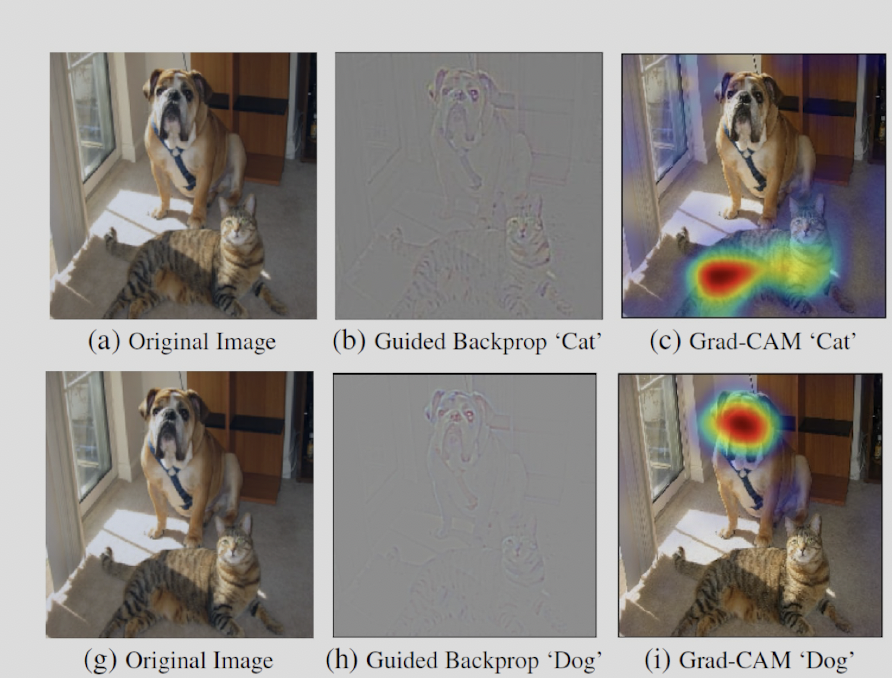 (a) Original Image
(b) Guided Backprop ‘Cat’
(c) Grad-CAM ‘Cat’
(g) Original Image
(h) Guided Backprop ‘Dog’
(i) Grad-CAM ‘Dog’